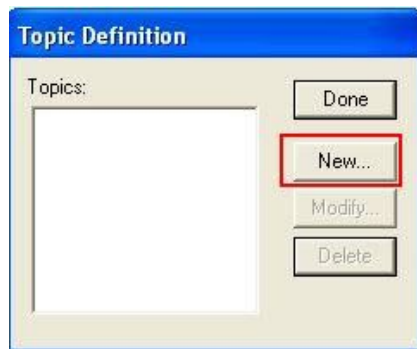 Topic Definition
Topics:
Done
New...
Modify...
Delete